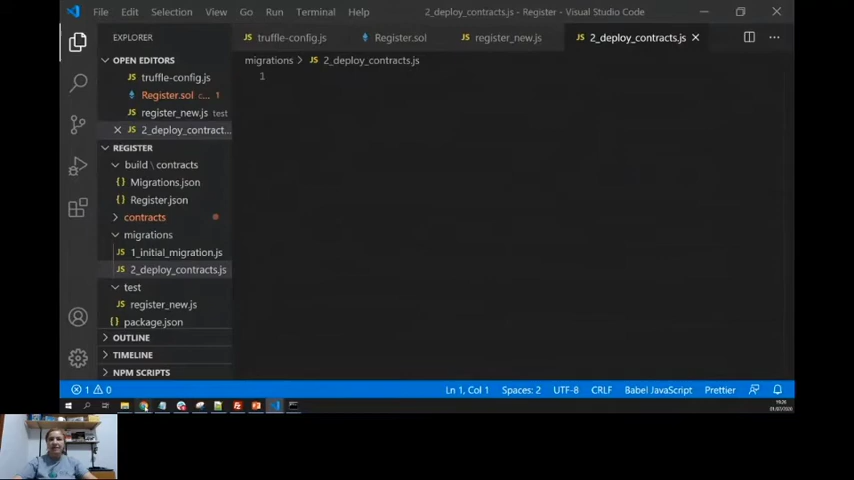 File Edit Selection View Go Run Terminal Help 2_deploy_contracts.js - Register - Visual Studio Code
EXPLORER
truffle-config.js Register.sol register_new.js 2_deploy_contracts.js
OPEN EDITORS
migrations > 2_deploy_contracts.js
1
truffle-config.js
Register.sol c... 1
register_new.js test
2_deploy_contract...
REGISTER
build \ contracts
Migrations.json
Register.json
contracts
migrations
1_initial_migration.js
2_deploy_contracts.js
test
register_new.js
package.json
OUTLINE
TIMELINE
NPM SCRIPTS
1 0 Ln 1, Col 1 Spaces: 2 UTF-8 CRLF Babel JavaScript Prettier